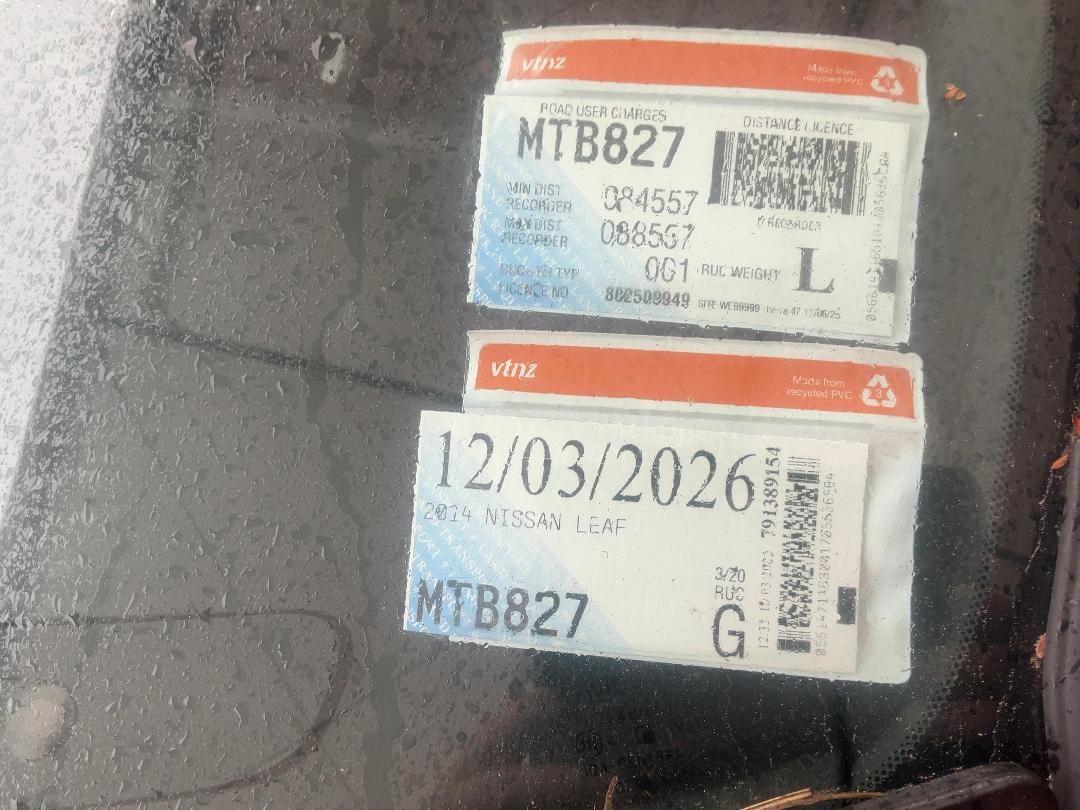 vtnz
Made from
recycled PVC
ROAD USER CHARGES
MTB827
DISTANCE LICENCE
MIN DIST
RECORDER
084557
MAX DIST
RECORDER
088557
001
RUC WEIGHT
L
LICENCE NO
802509949
vtnz
Made from
recycled PVC
3
12/03/2026
2014 NISSAN LEAF
791389154
MTB827
3/20
RUS
G